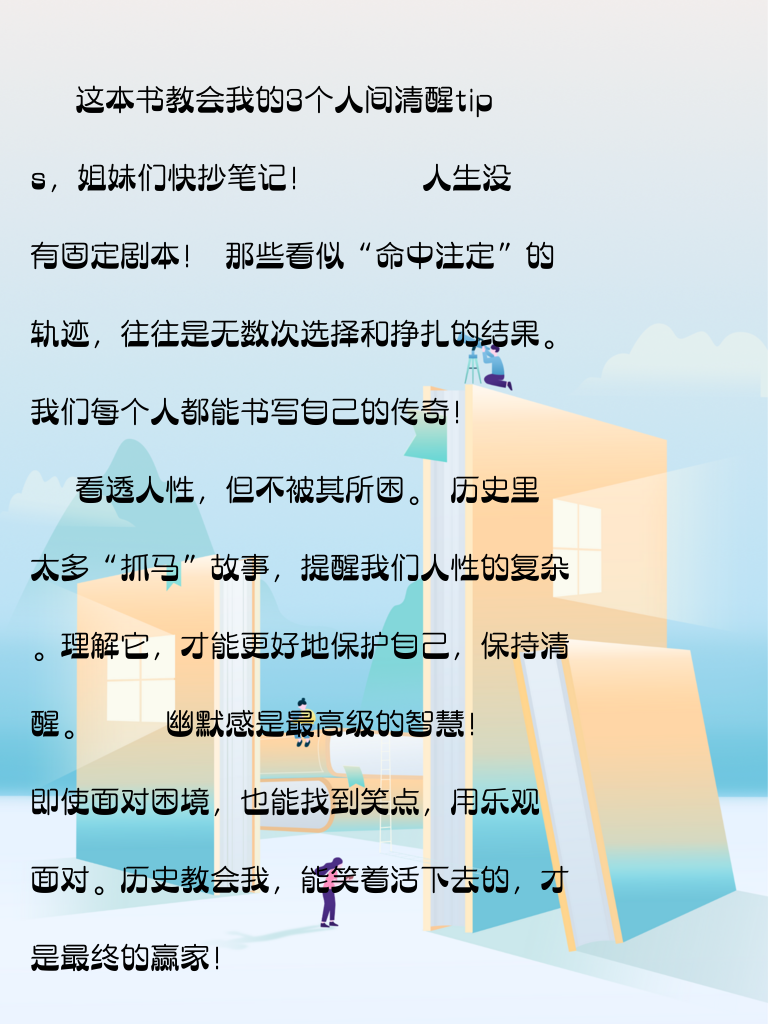 这本书教会我的3个人间清醒tip
s，姐妹们快抄笔记！ 人生没
有固定剧本！ 那些看似“命中注定”的
轨迹，往往是无数次选择和挣扎的结果。
我们每个人都能书写自己的传奇！
看透人性，但不被其所困。 历史里
太多“抓马”故事，提醒我们人性的复杂
。理解它，才能更好地保护自己，保持清
醒。 幽默感是最高级的智慧！
即使面对困境，也能找到笑点，用乐观
面对。历史教会我，能笑着活下去的，才
是最终的赢家！